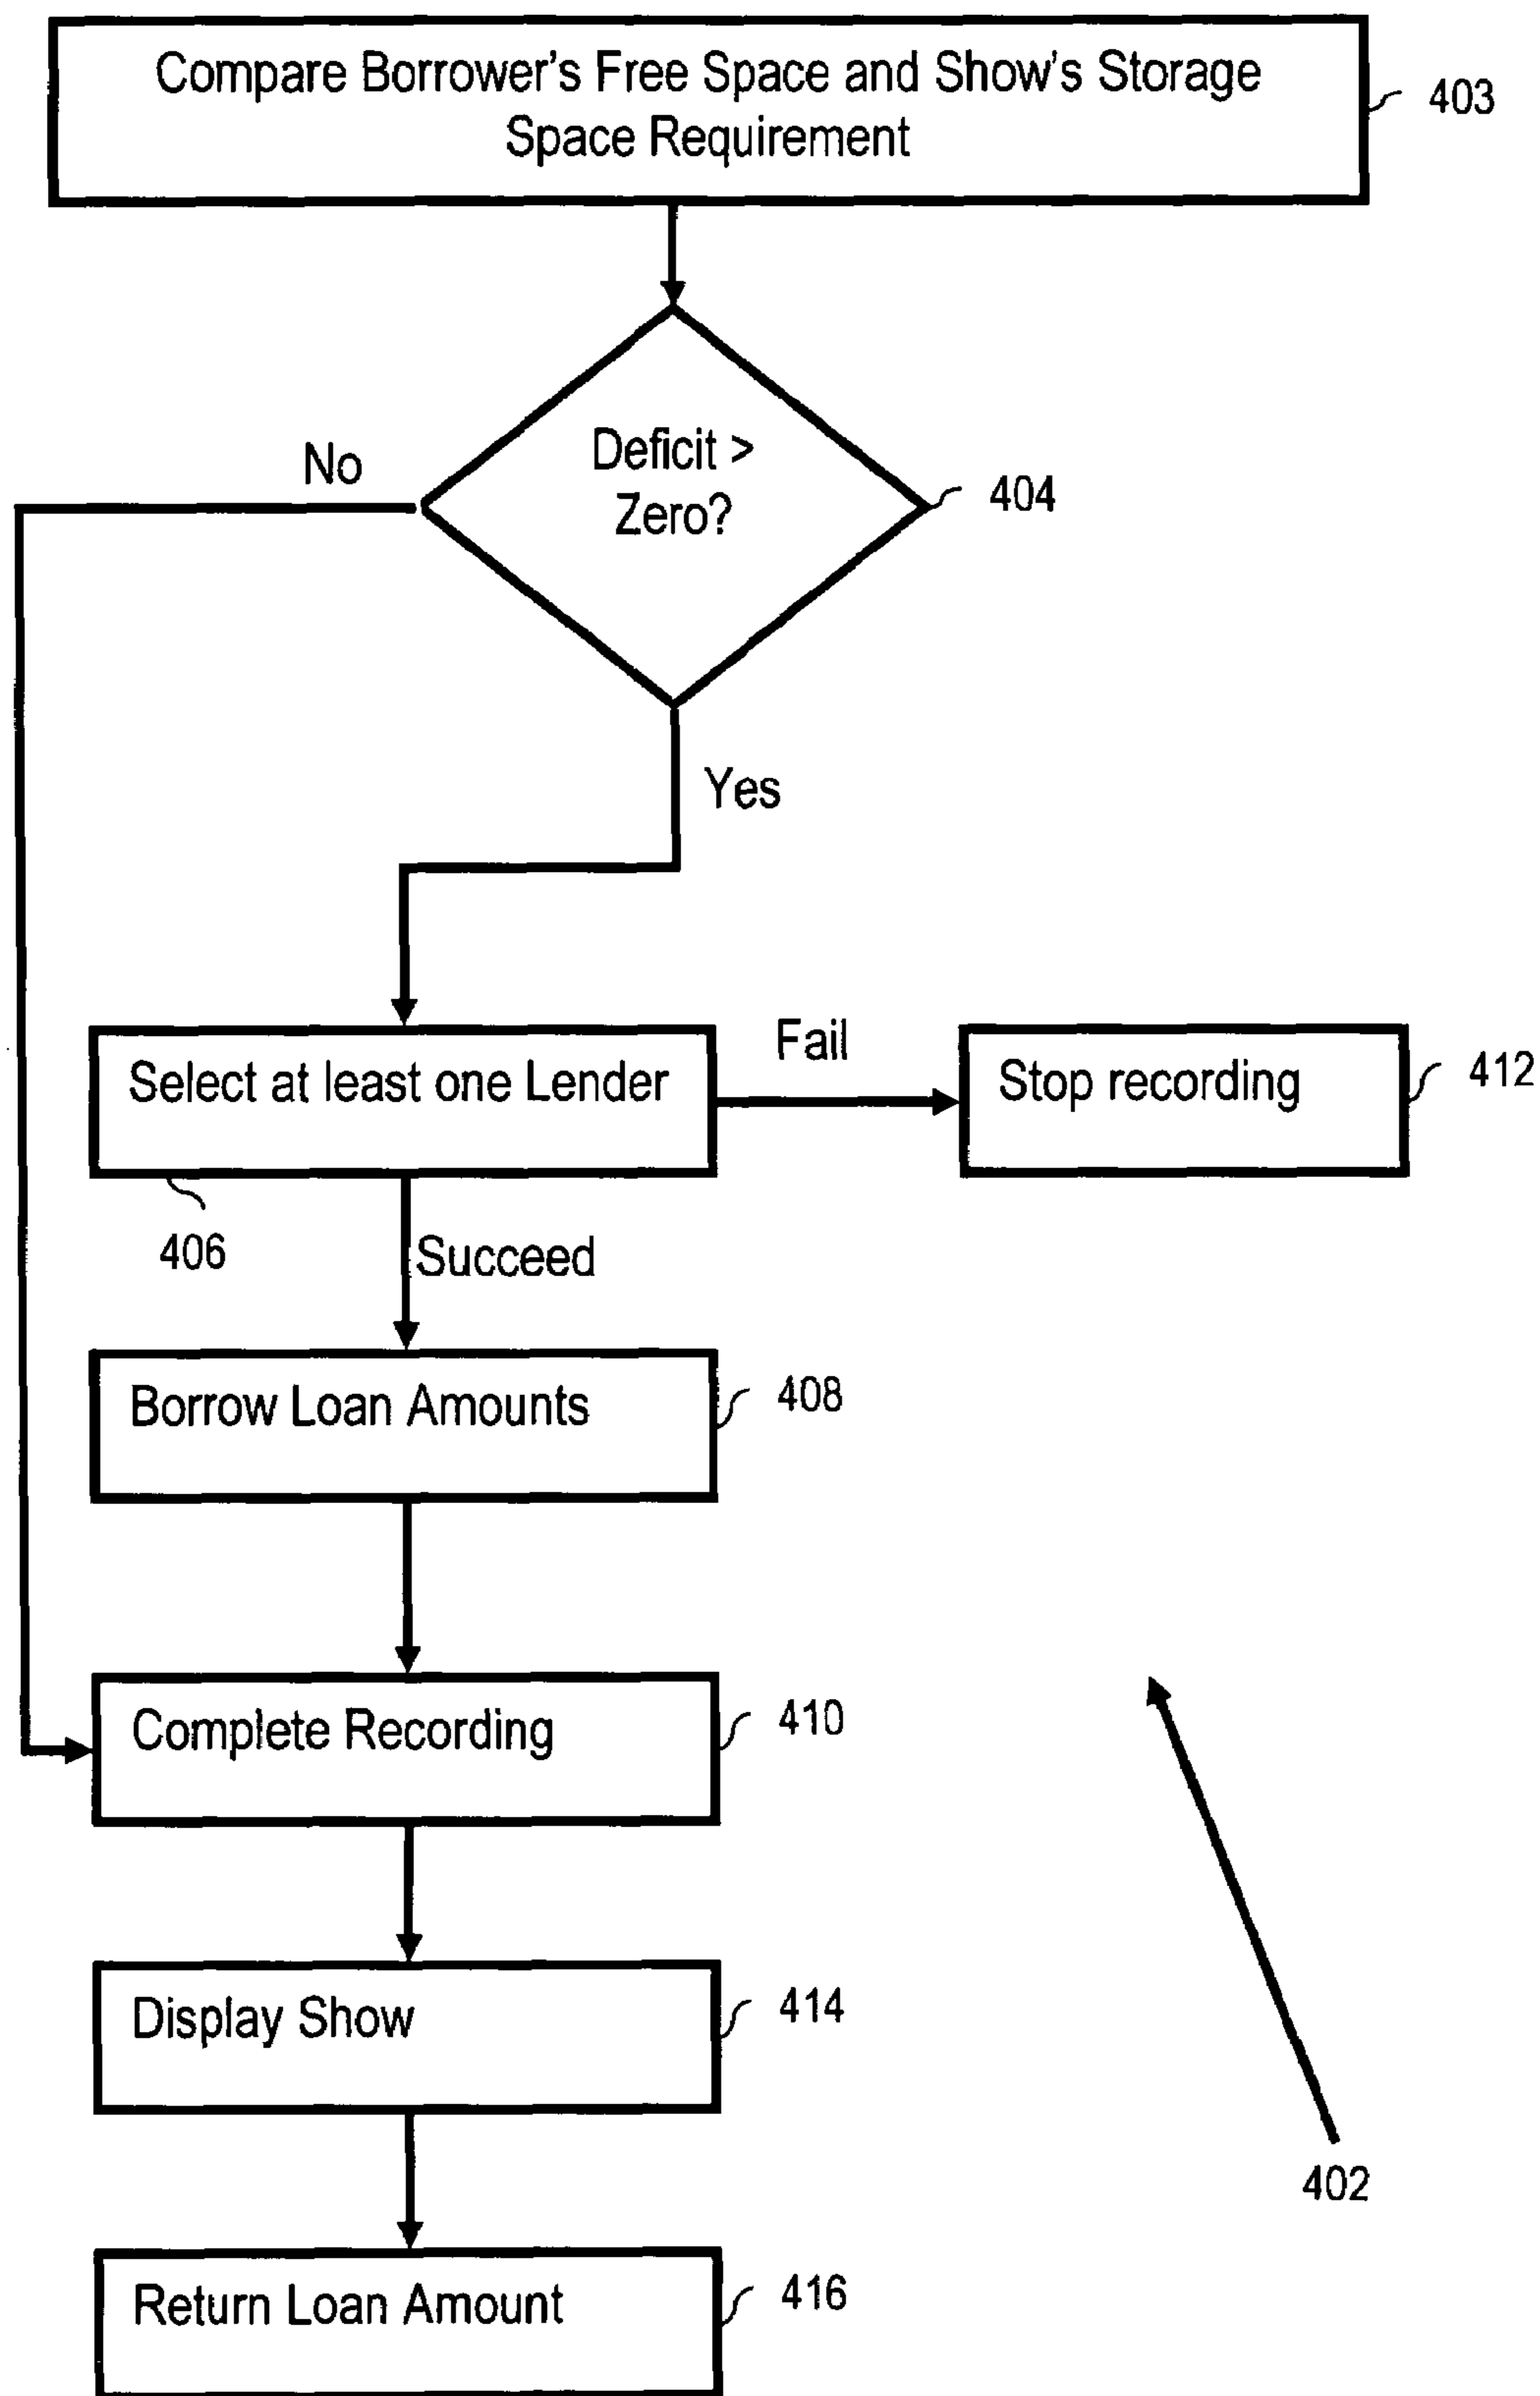 Compare Borrower's Free Space and Show's Storage
Space Requirement
403
Deficit >
Zero?
No
404
Yes
Select at least one Lender
Fail
Stop recording
412
406
Succeed
Borrow Loan Amounts
408
Complete Recording
410
Display Show
414
402
Return Loan Amount
416